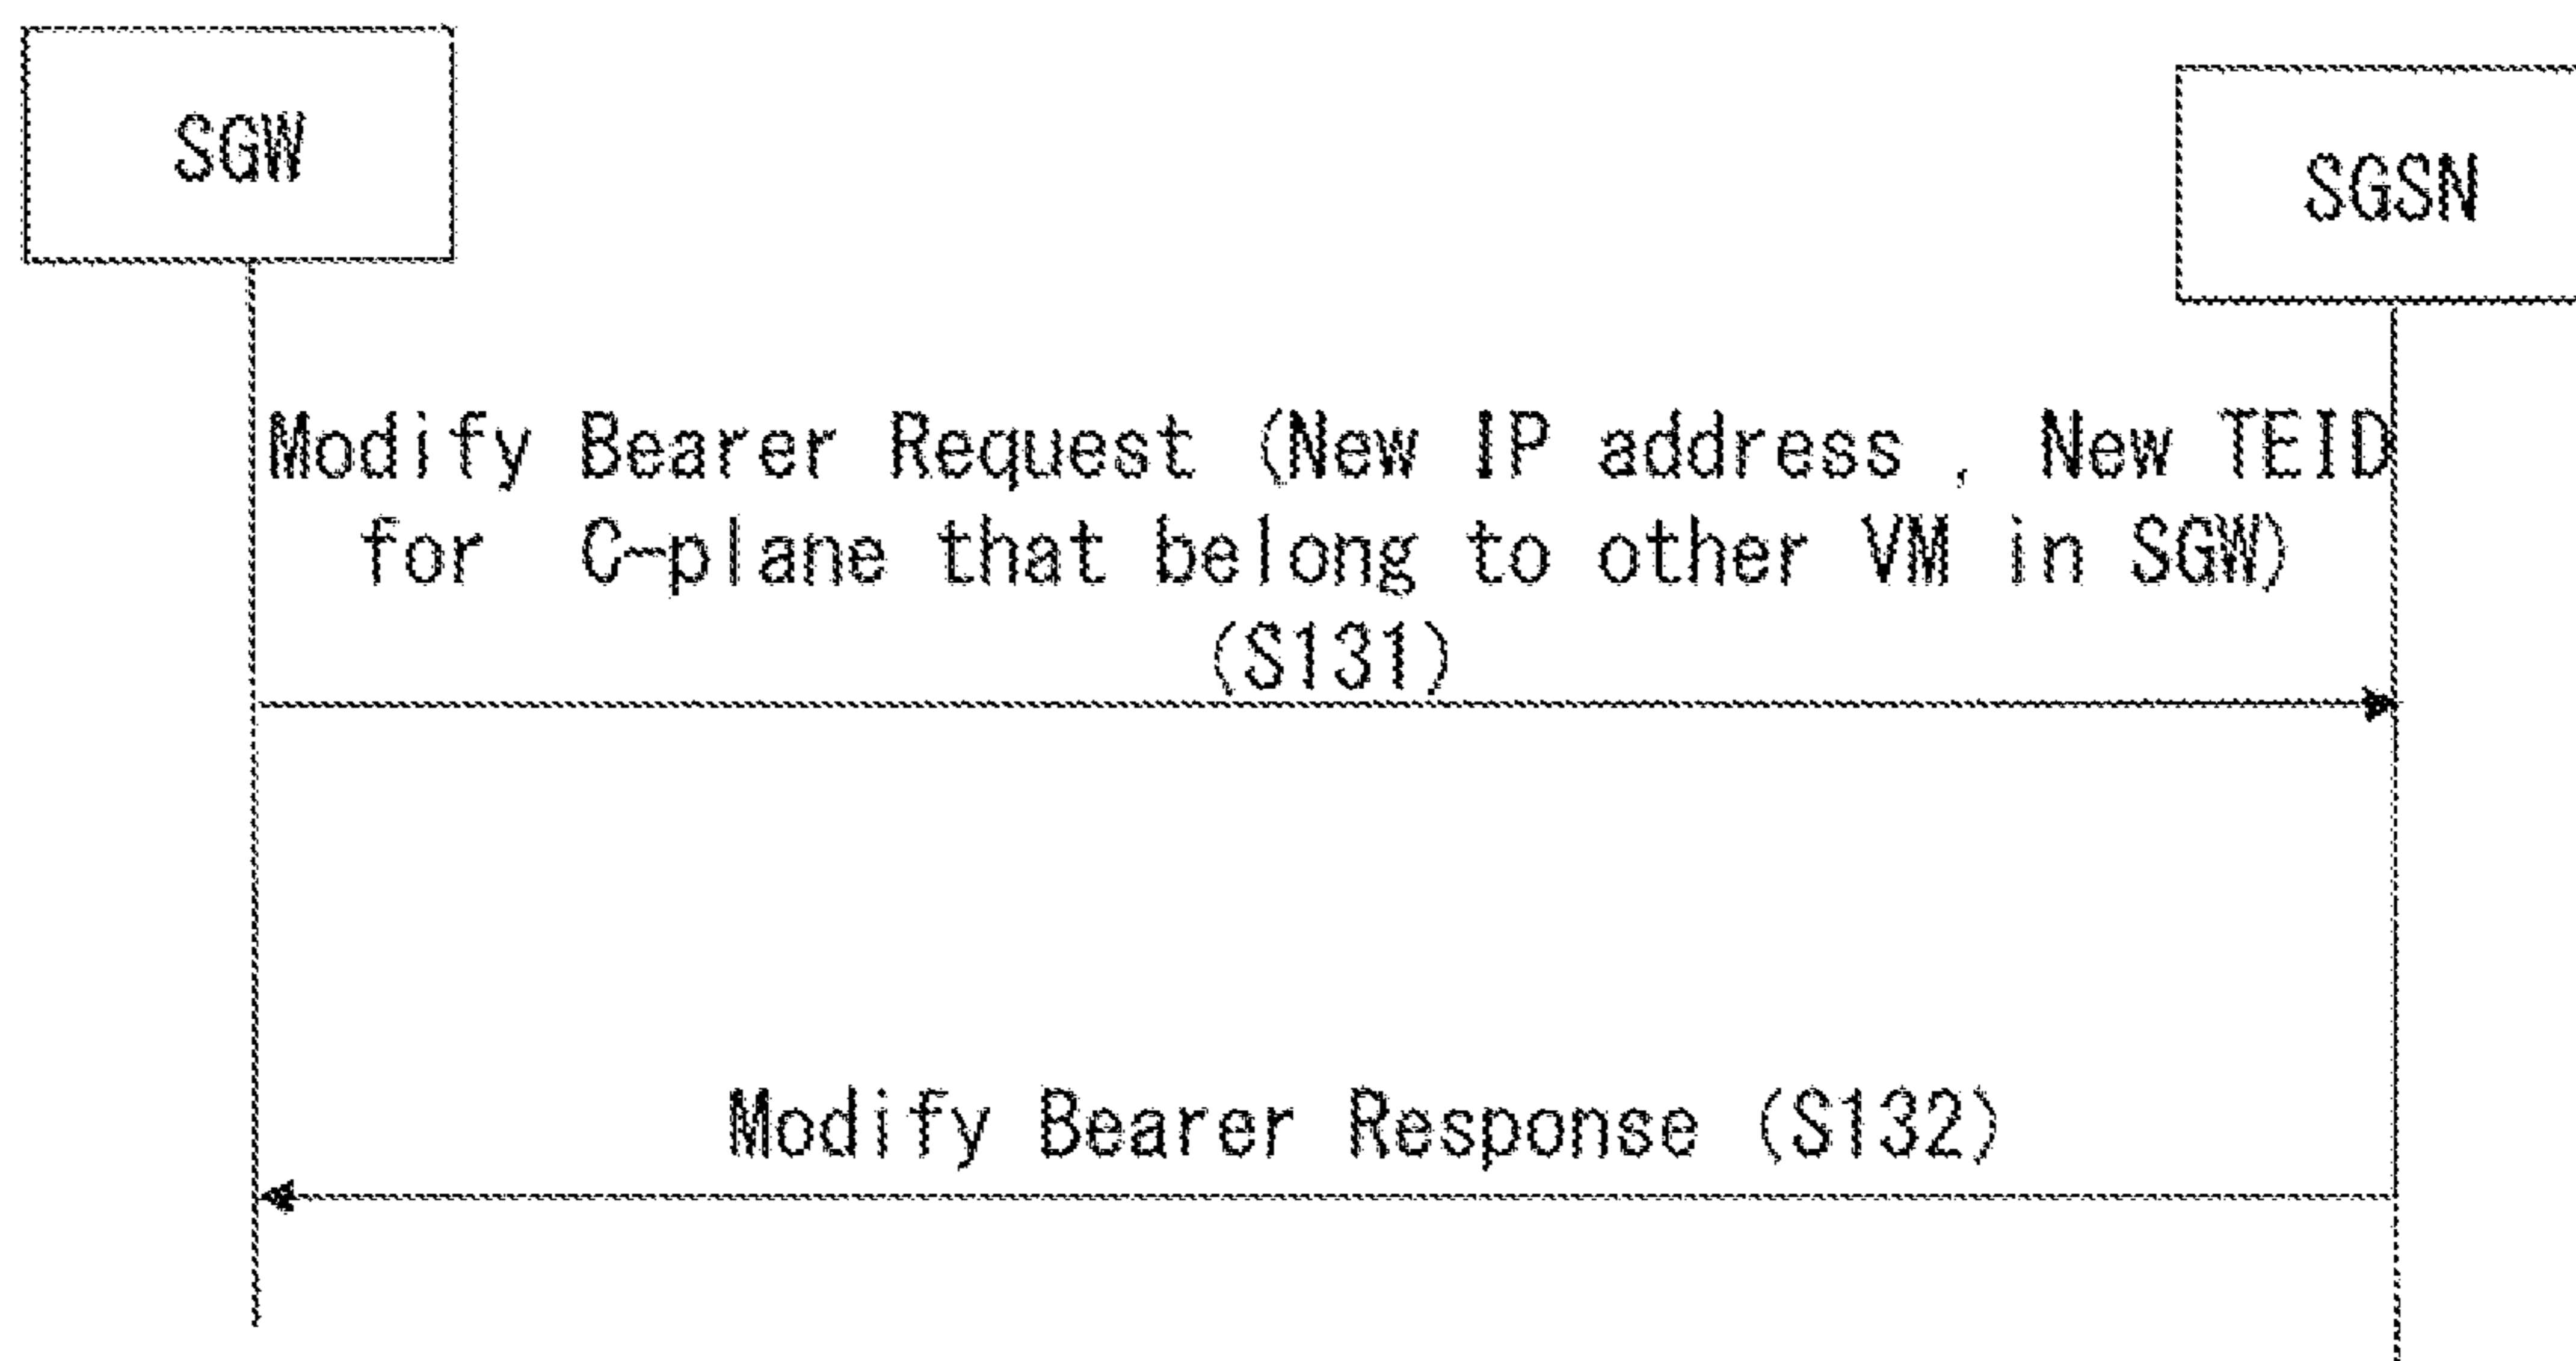 SGW
SGSN
Modify Bearer Request (New IP address , New TEID
for C-plane that belong to other VM in SGW)
(S131)
Modify Bearer Response (S132)